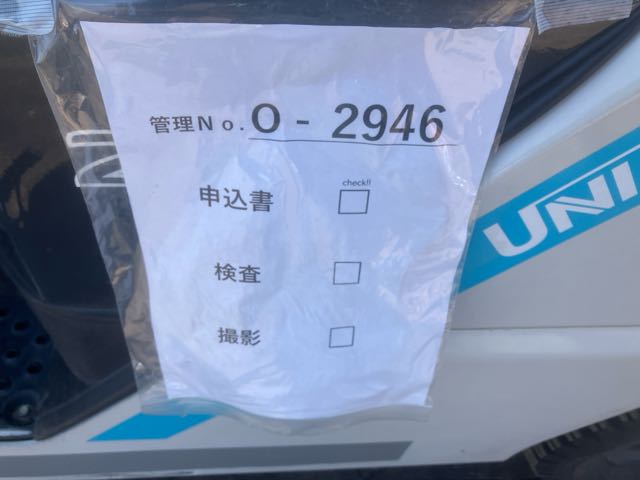 管理No. O - 2946
check!!
申込書 □
検査 □
撮影 □
UNI